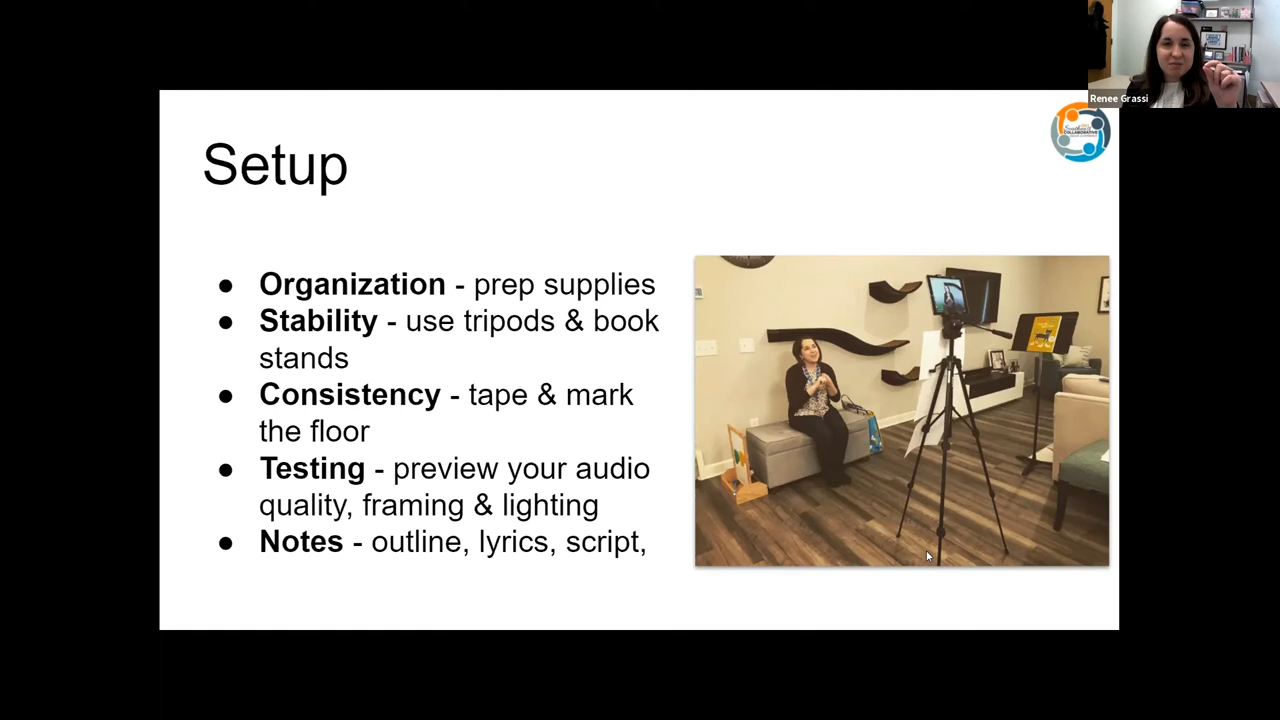 Renee Grassi
COLLABORATIVE
Setup
● Organization - prep supplies
● Stability - use tripods & book
stands
● Consistency - tape & mark
the floor
● Testing - preview your audio
quality, framing & lighting
● Notes - outline, lyrics, script,